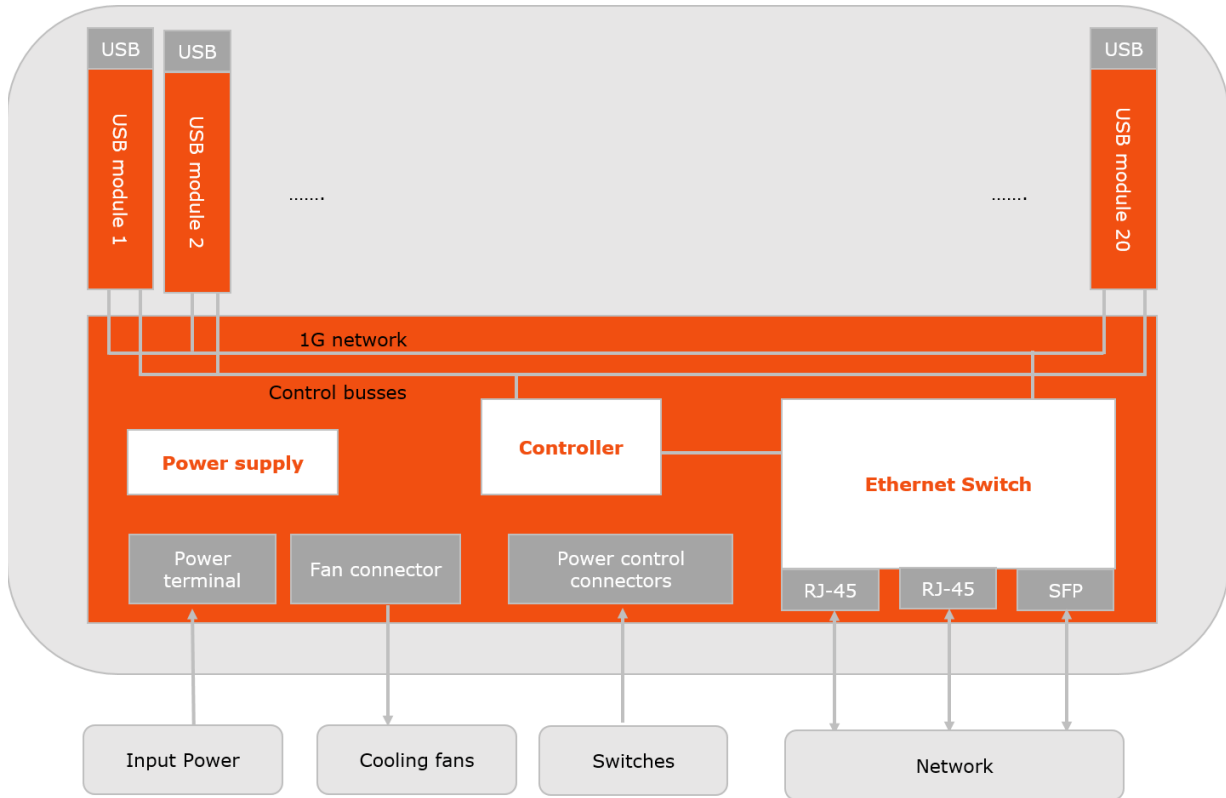 USB
USB
USB
USB module 1
USB module 2
.......
.......
USB module 20
1G network
Control busses
Power supply
Controller
Ethernet Switch
Power
terminal
Fan connector
Power control
connectors
RJ-45
RJ-45
SFP
Input Power
Cooling fans
Switches
Network